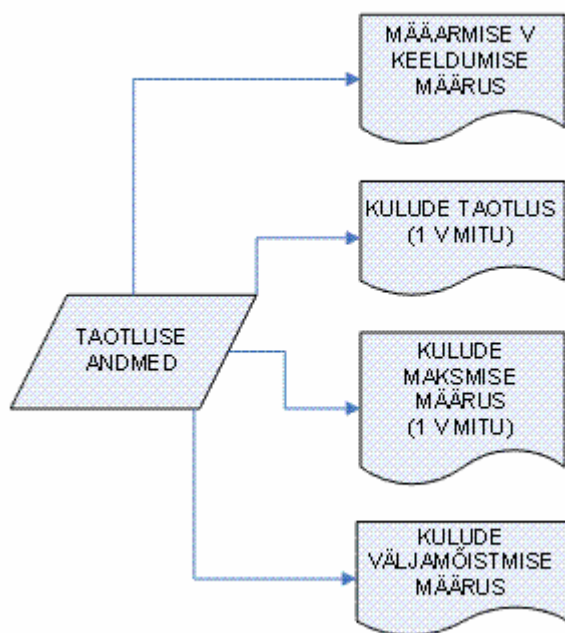 MÄÄARMISE V
KEELDUMISE
MÄÄRUS
KULUDE TAOTLUS
(1 V MITU)
TAOTLUSE
ANDMED
KULUDE
MAKSMISE
MÄÄRUS
(1 V MITU)
KULUDE
VÄLJAMÕISTMISE
MÄÄRUS